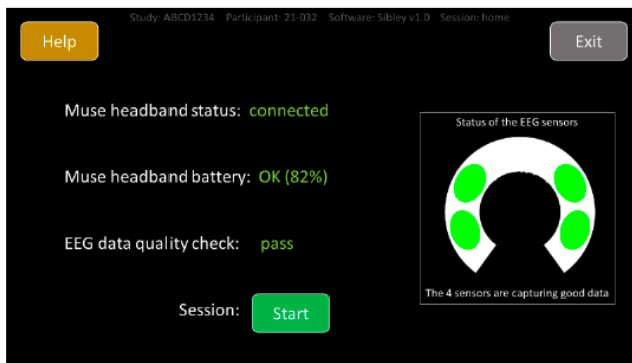 Study: ABCD1234 Participant: 21-032 Software: Sibley v1.0 Session: home
Help
Exit
Muse headband status: connected
Muse headband battery: OK (82%)
EEG data quality check: pass
Session: Start
Status of the EEG sensors
The 4 sensors are capturing good data